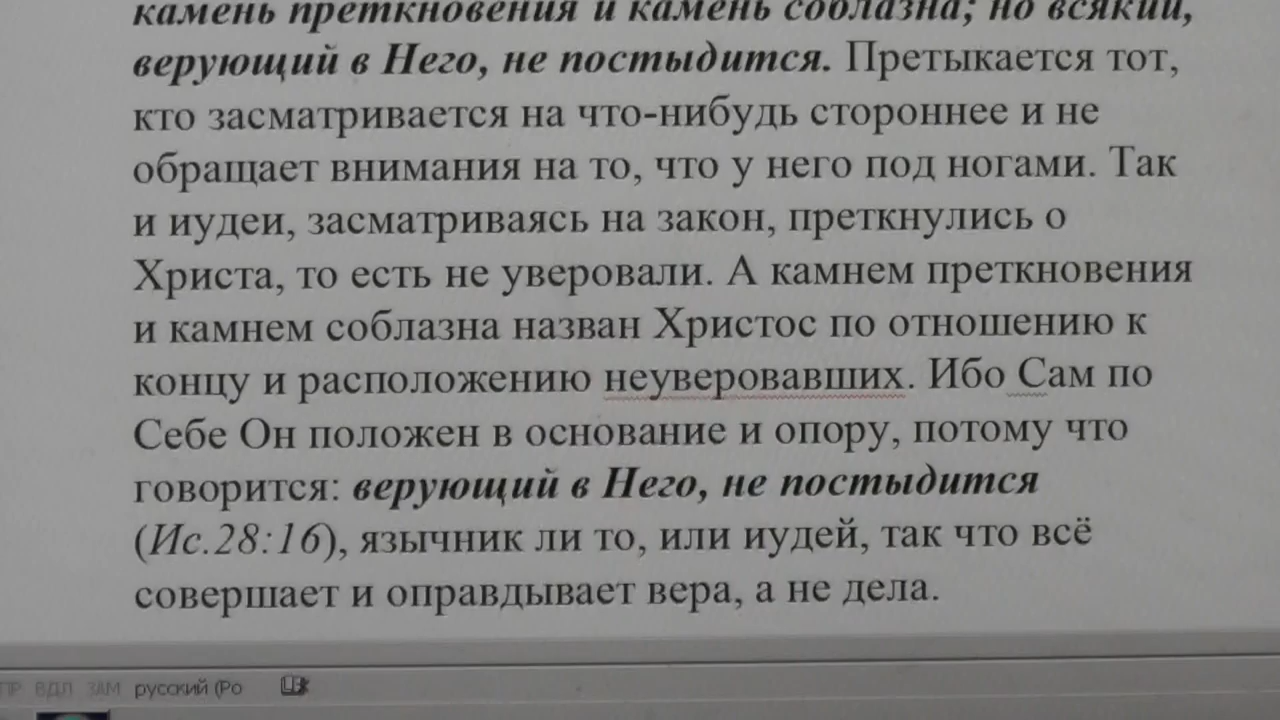 камень преткновения и камень соблазна; но всякий,
верующий в Него, не постыдится. Претыкается тот,
кто засматривается на что-нибудь стороннее и не
обращает внимания на то, что у него под ногами. Так
и иудеи, засматриваясь на закон, преткнулись о
Христа, то есть не уверовали. А камнем преткновения
и камнем соблазна назван Христос по отношению к
концу и расположению неуверовавших. Ибо Сам по
Себе Он положен в основание и опору, потому что
говорится: верующий в Него, не постыдится
(Ис.28:16), язычник ли то, или иудей, так что всё
совершает и оправдывает вера, а не дела.
ПР ВДЛ ЗАМ русский (Ро